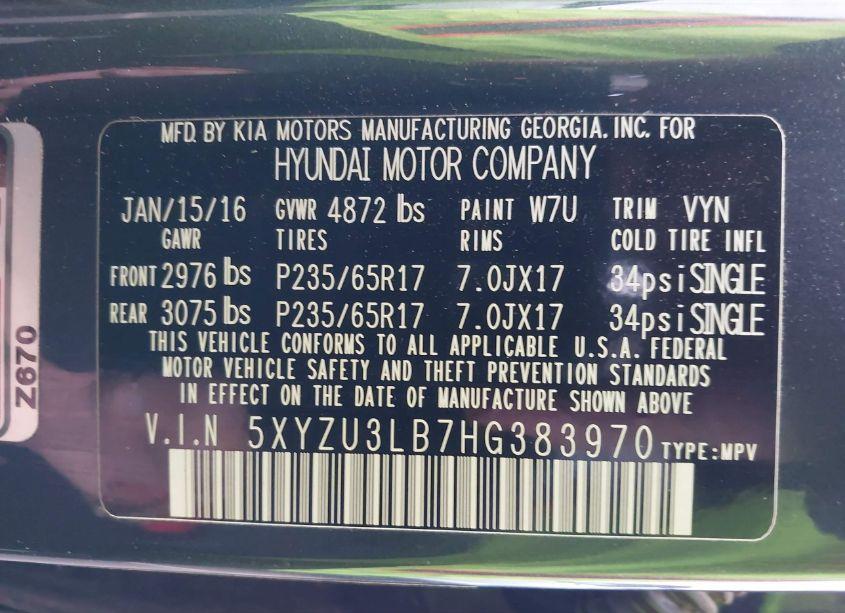 MFD. BY KIA MOTORS MANUFACTURING GEORGIA. INC. FOR
HYUNDAI MOTOR COMPANY
JAN/15/16 GVWR 4872 lbs PAINT W7U TRIM VYN
GAWR TIRES RIMS COLD TIRE INFL
FRONT 2976 lbs P235/65R17 7.0JX17 34psi SINGLE
REAR 3075 lbs P235/65R17 7.0JX17 34psi SINGLE
THIS VEHICLE CONFORMS TO ALL APPLICABLE U.S.A. FEDERAL
MOTOR VEHICLE SAFETY AND THEFT PREVENTION STANDARDS
IN EFFECT ON THE DATE OF MANUFACTURE SHOWN ABOVE
V.I.N 5XYZU3LB7HG383970 TYPE:MPV
Z670